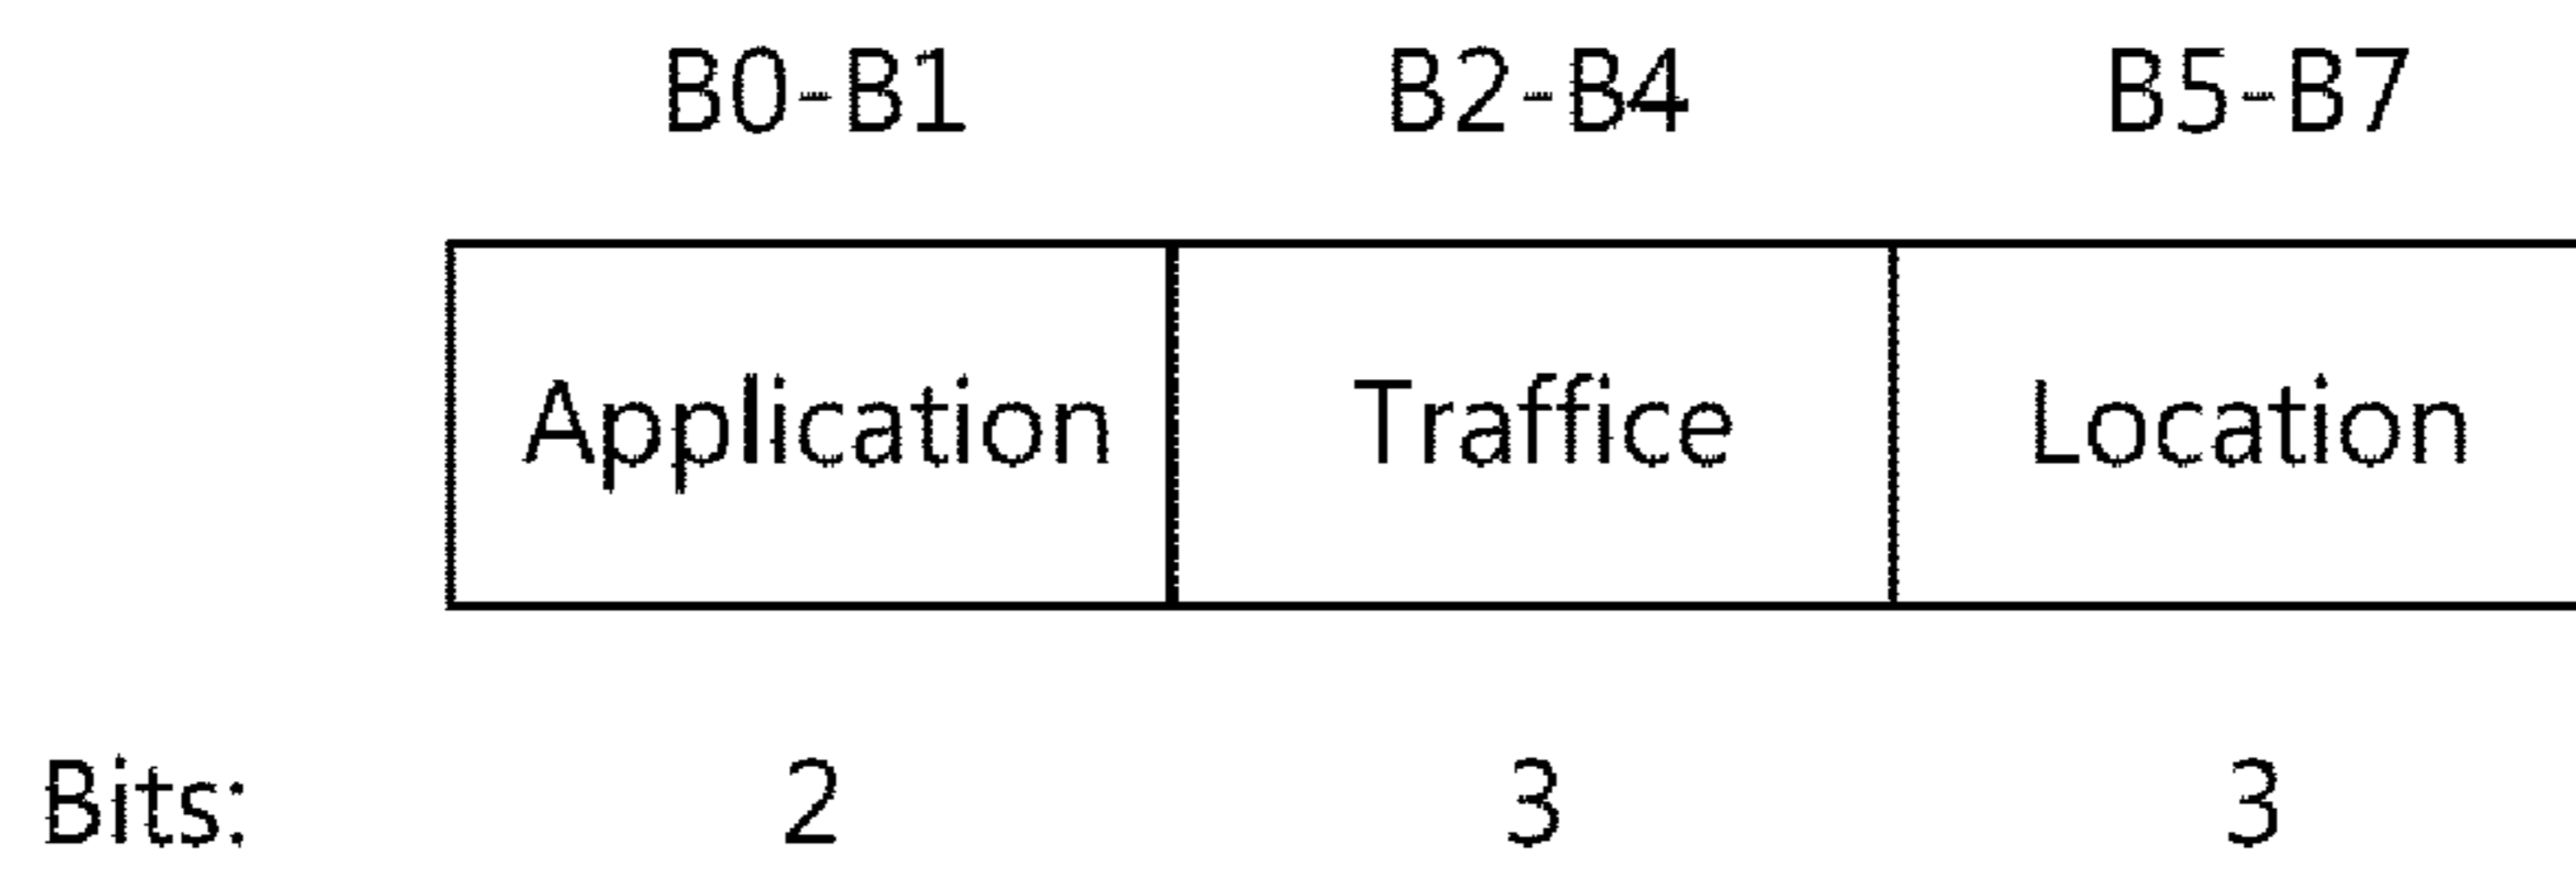 B0-B1 B2-B4 B5-B7
Application Traffice Location
Bits: 2 3 3